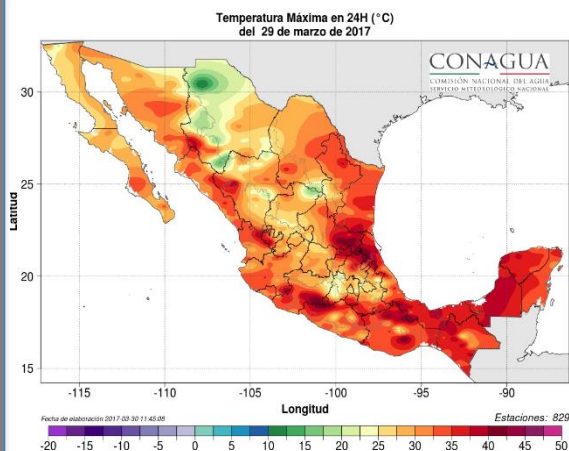 Temperatura Máxima en 24H (°C)
del 29 de marzo de 2017
CONAGUA
COMISIÓN NACIONAL DEL AGUA
SERVICIO METEOROLÓGICO NACIONAL
Latitud
30
25
20
15
-115 -110 -105 -100 -95 -90
Longitud
Fecha de elaboración 2017-03-30 11:45:08
Estaciones: 829
-20 -15 -10 -5 0 5 10 15 20 25 30 35 40 45 50